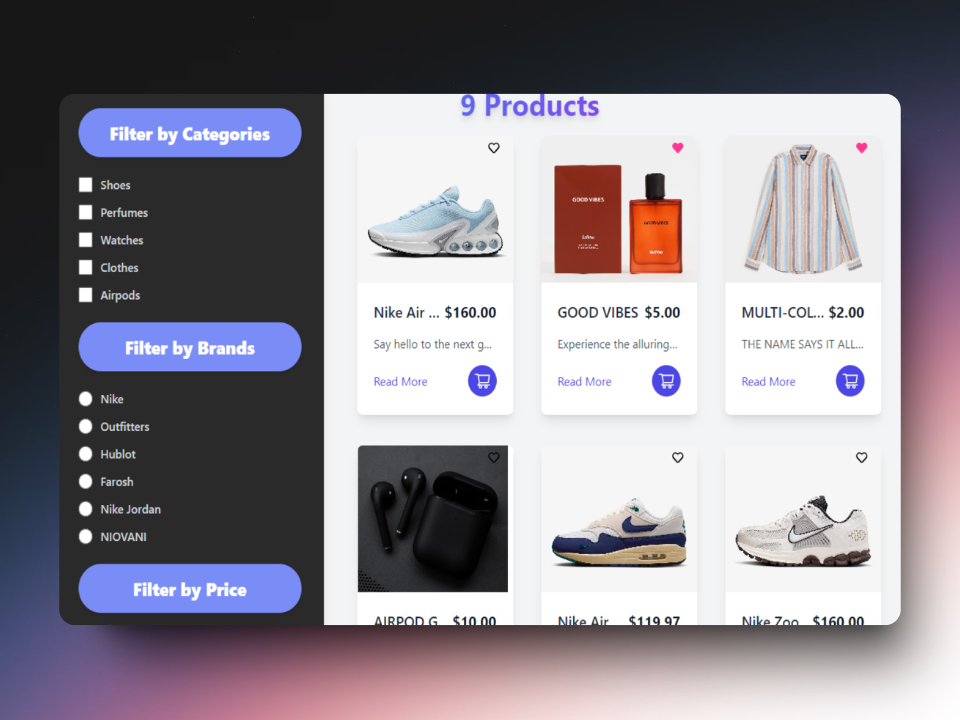 Filter by Categories
Shoes
Perfumes
Watches
Clothes
Airpods
Filter by Brands
Nike
Outfitters
Hublot
Farosh
Nike Jordan
NIOVANI
Filter by Price
9 Products
Nike Air ... $160.00
Say hello to the next g...
Read More
GOOD VIBES
GOOD VIBES
GOOD VIBES $5.00
Experience the alluring...
Read More
MULTI-COL... $2.00
THE NAME SAYS IT ALL...
Read More
AIRPOD G... $10.00
Nike Air ... $119.97
Nike Zoo... $160.00